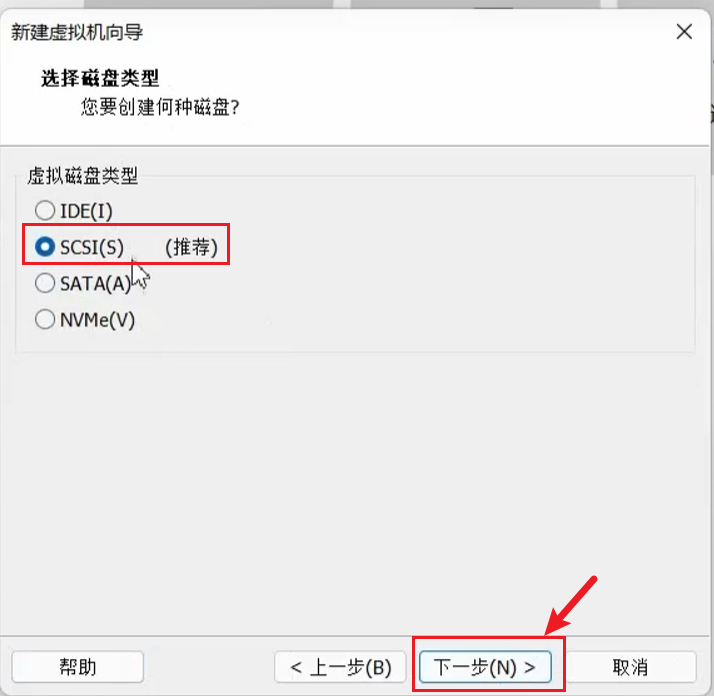 新建虚拟机向导
选择磁盘类型
您要创建何种磁盘?
虚拟磁盘类型
IDE(I)
SCSI(S) (推荐)
SATA(A)
NVMe(V)
帮助 < 上一步(B) 下一步(N) > 取消